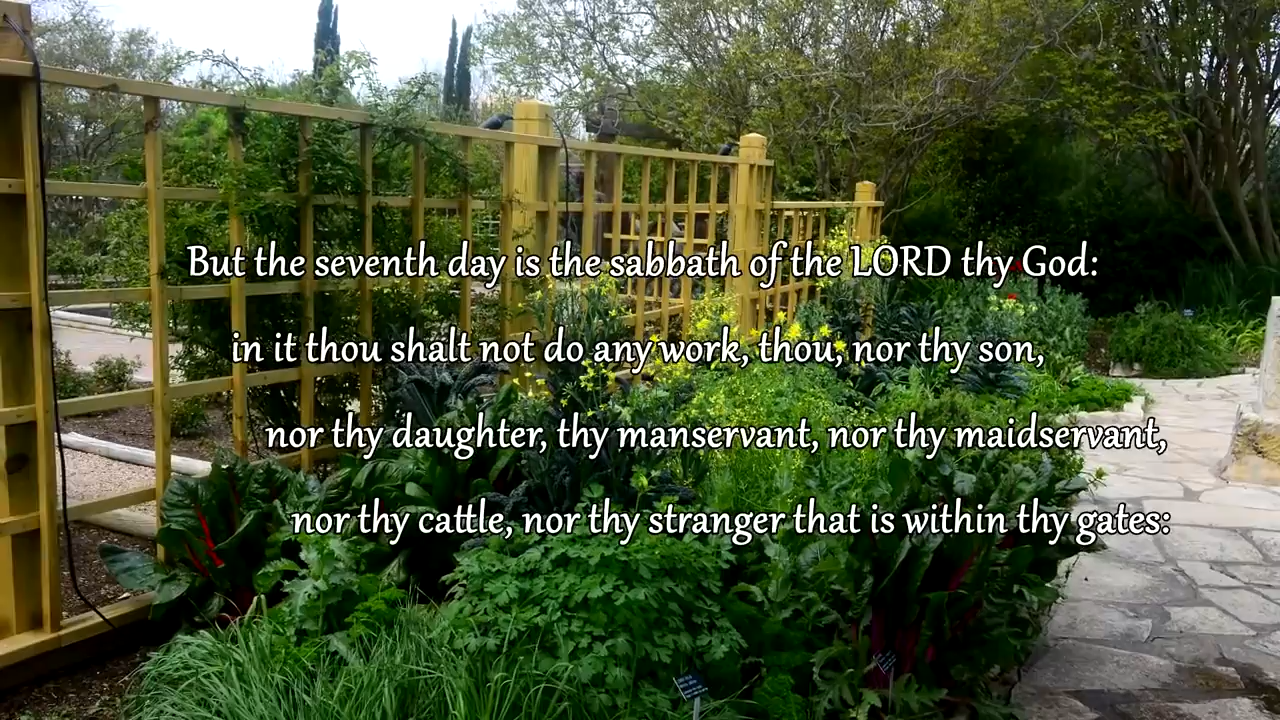 But the seventh day is the sabbath of the LORD thy God:
in it thou shalt not do any work, thou, nor thy son,
nor thy daughter, thy manservant, nor thy maidservant,
nor thy cattle, nor thy stranger that is within thy gates: